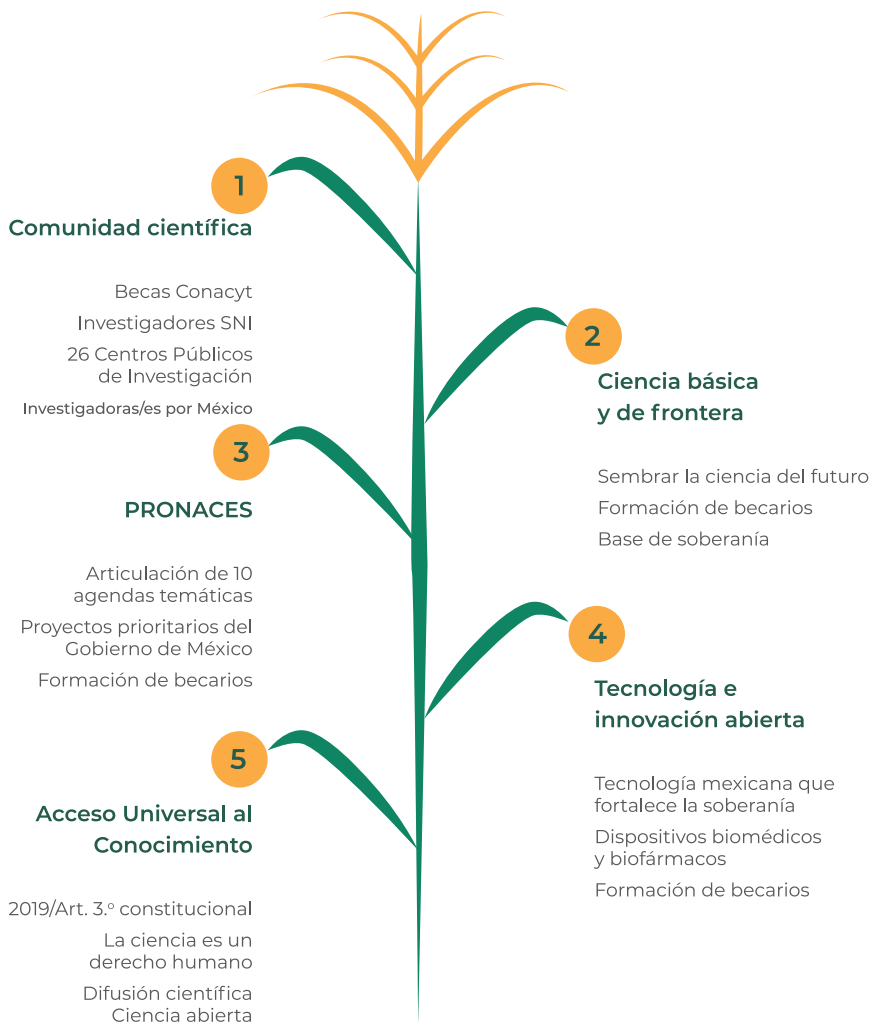 1
Comunidad científica
Becas Conacyt
Investigadores SNI
26 Centros Públicos
de Investigación
Investigadoras/es por México
2
Ciencia básica
y de frontera
Sembrar la ciencia del futuro
Formación de becarios
Base de soberanía
3
PRONACES
Articulación de 10
agendas temáticas
Proyectos prioritarios del
Gobierno de México
Formación de becarios
4
Tecnología e
innovación abierta
Tecnología mexicana que
fortalece la soberanía
Dispositivos biomédicos
y biofármacos
Formación de becarios
5
Acceso Universal al
Conocimiento
2019/Art. 3.º constitucional
La ciencia es un
derecho humano
Difusión científica
Ciencia abierta